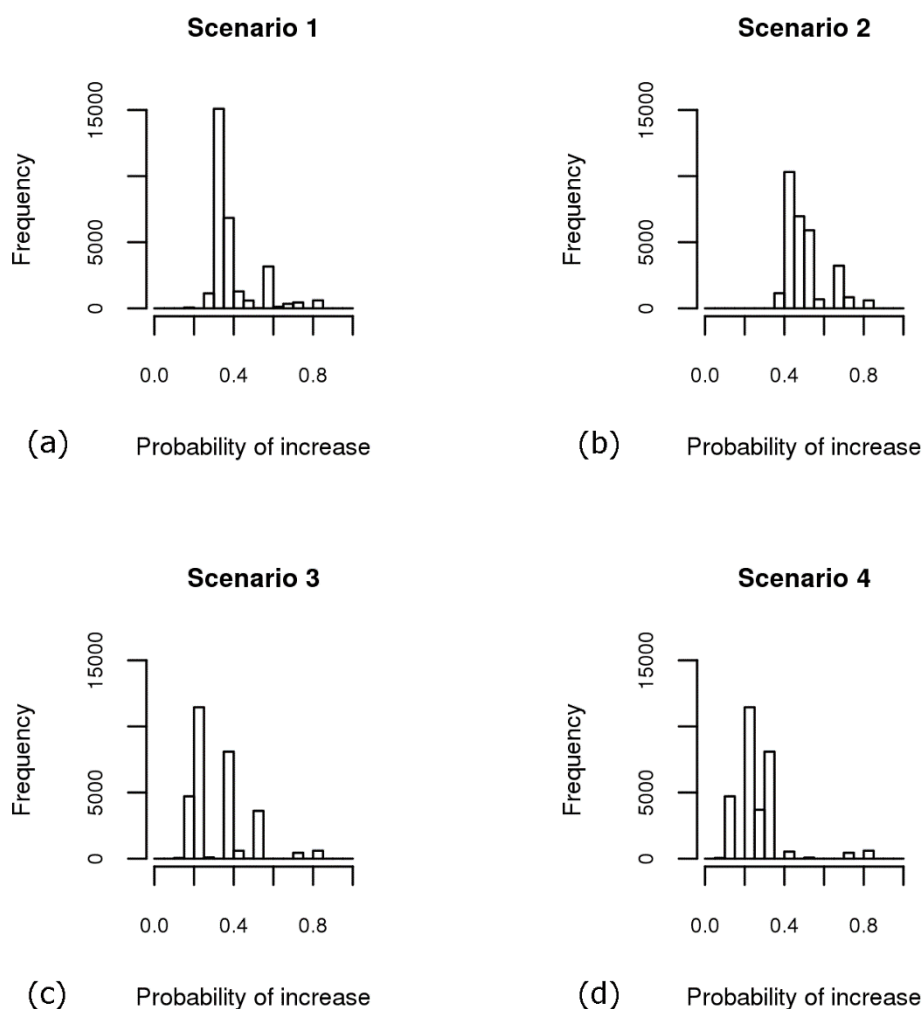 Scenario 1
Frequency
0
5000
15000
0.0 0.4 0.8
Probability of increase
(a)
Scenario 2
Frequency
0
5000
15000
0.0 0.4 0.8
Probability of increase
(b)
Scenario 3
Frequency
0
5000
15000
0.0 0.4 0.8
Probability of increase
(c)
Scenario 4
Frequency
0
5000
15000
0.0 0.4 0.8
Probability of increase
(d)